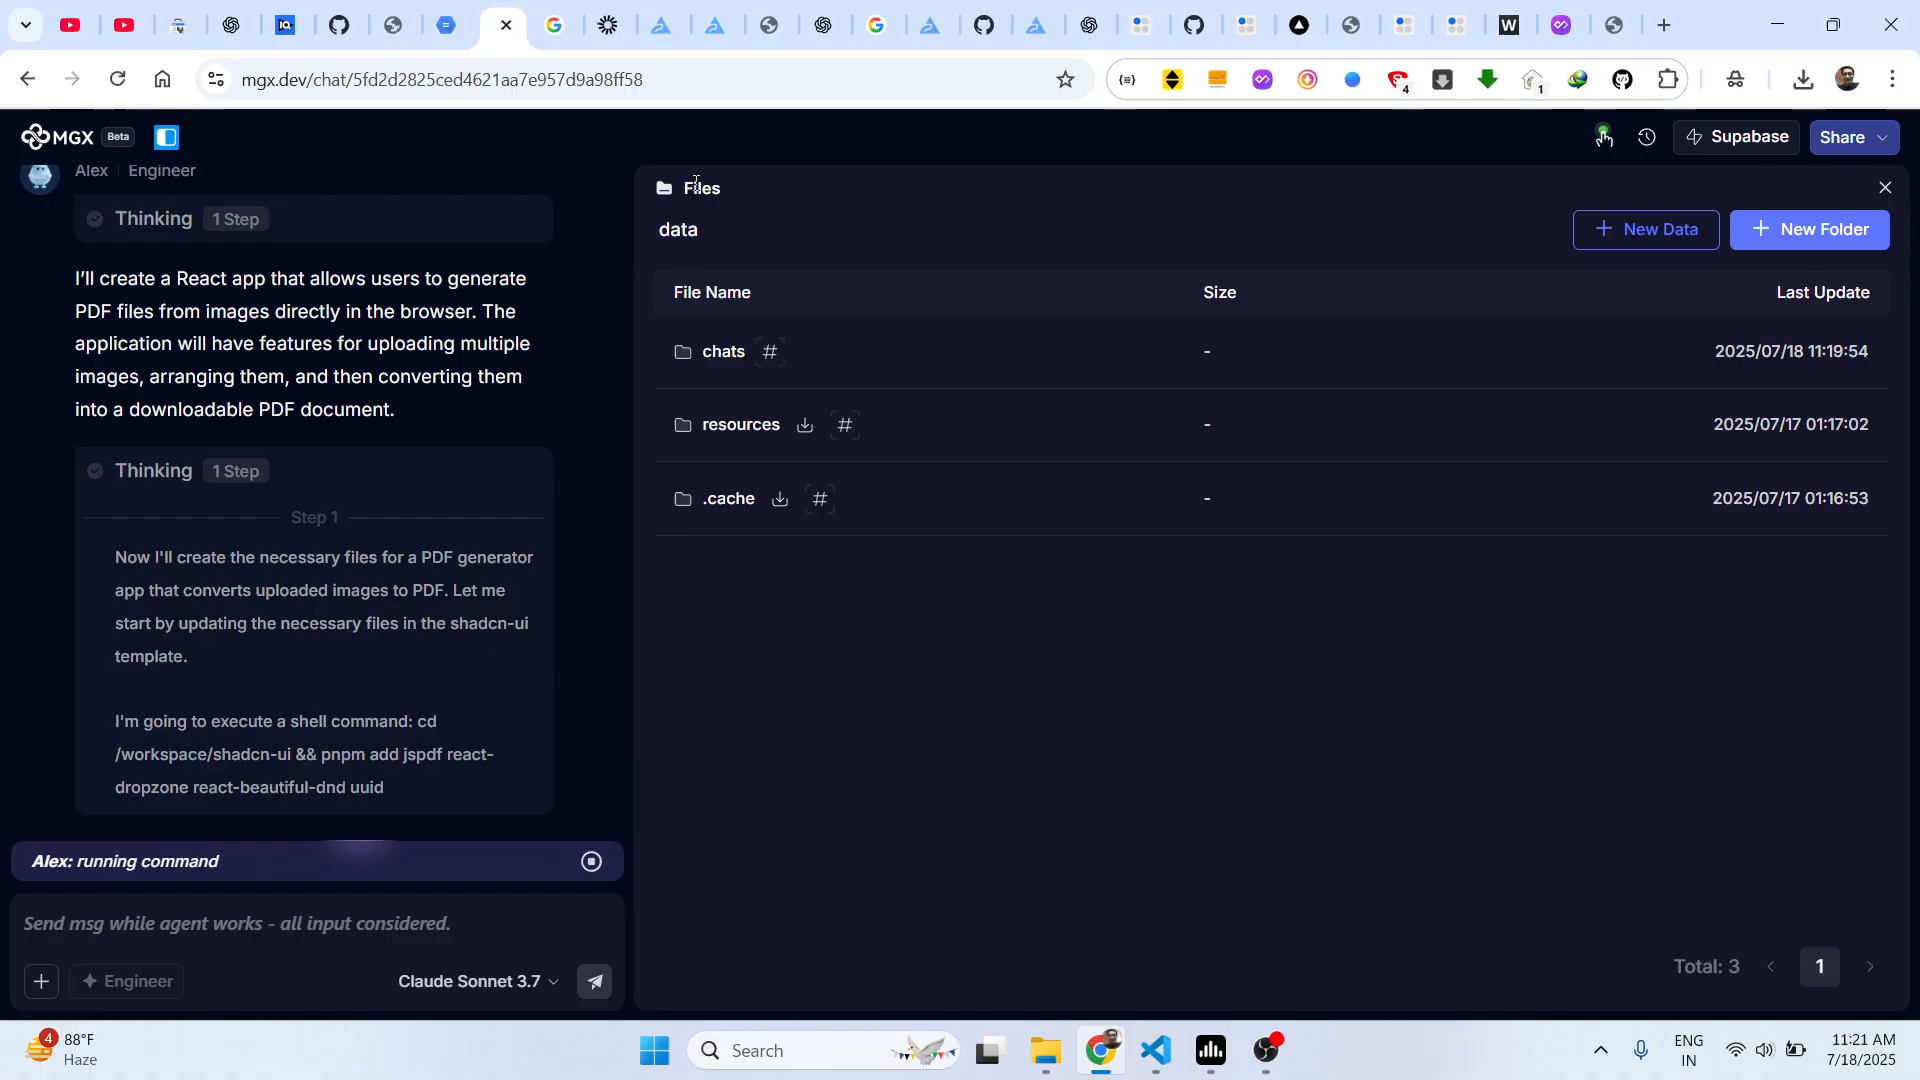 mgx.dev/chat/5fd2d2825ced4621aa7e957d9a98ff58
4
1
MGX Beta
Supabase
Share
Alex Engineer
Thinking 1 Step
I'll create a React app that allows users to generate
PDF files from images directly in the browser. The
application will have features for uploading multiple
images, arranging them, and then converting them
into a downloadable PDF document.
Thinking 1 Step
Step 1
Now I'll create the necessary files for a PDF generator
app that converts uploaded images to PDF. Let me
start by updating the necessary files in the shadcn-ui
template.
I'm going to execute a shell command: cd
/workspace/shadcn-ui && pnpm add jspdf react-
dropzone react-beautiful-dnd uuid
Alex: running command
Send msg while agent works - all input considered.
Engineer
Claude Sonnet 3.7
Files
data
New Data
New Folder
File Name Size Last Update
chats # - 2025/07/18 11:19:54
resources # - 2025/07/17 01:17:02
.cache # - 2025/07/17 01:16:53
Total: 3 < 1 >
4
88°F
Haze
Search
ENG
IN
11:21 AM
7/18/2025